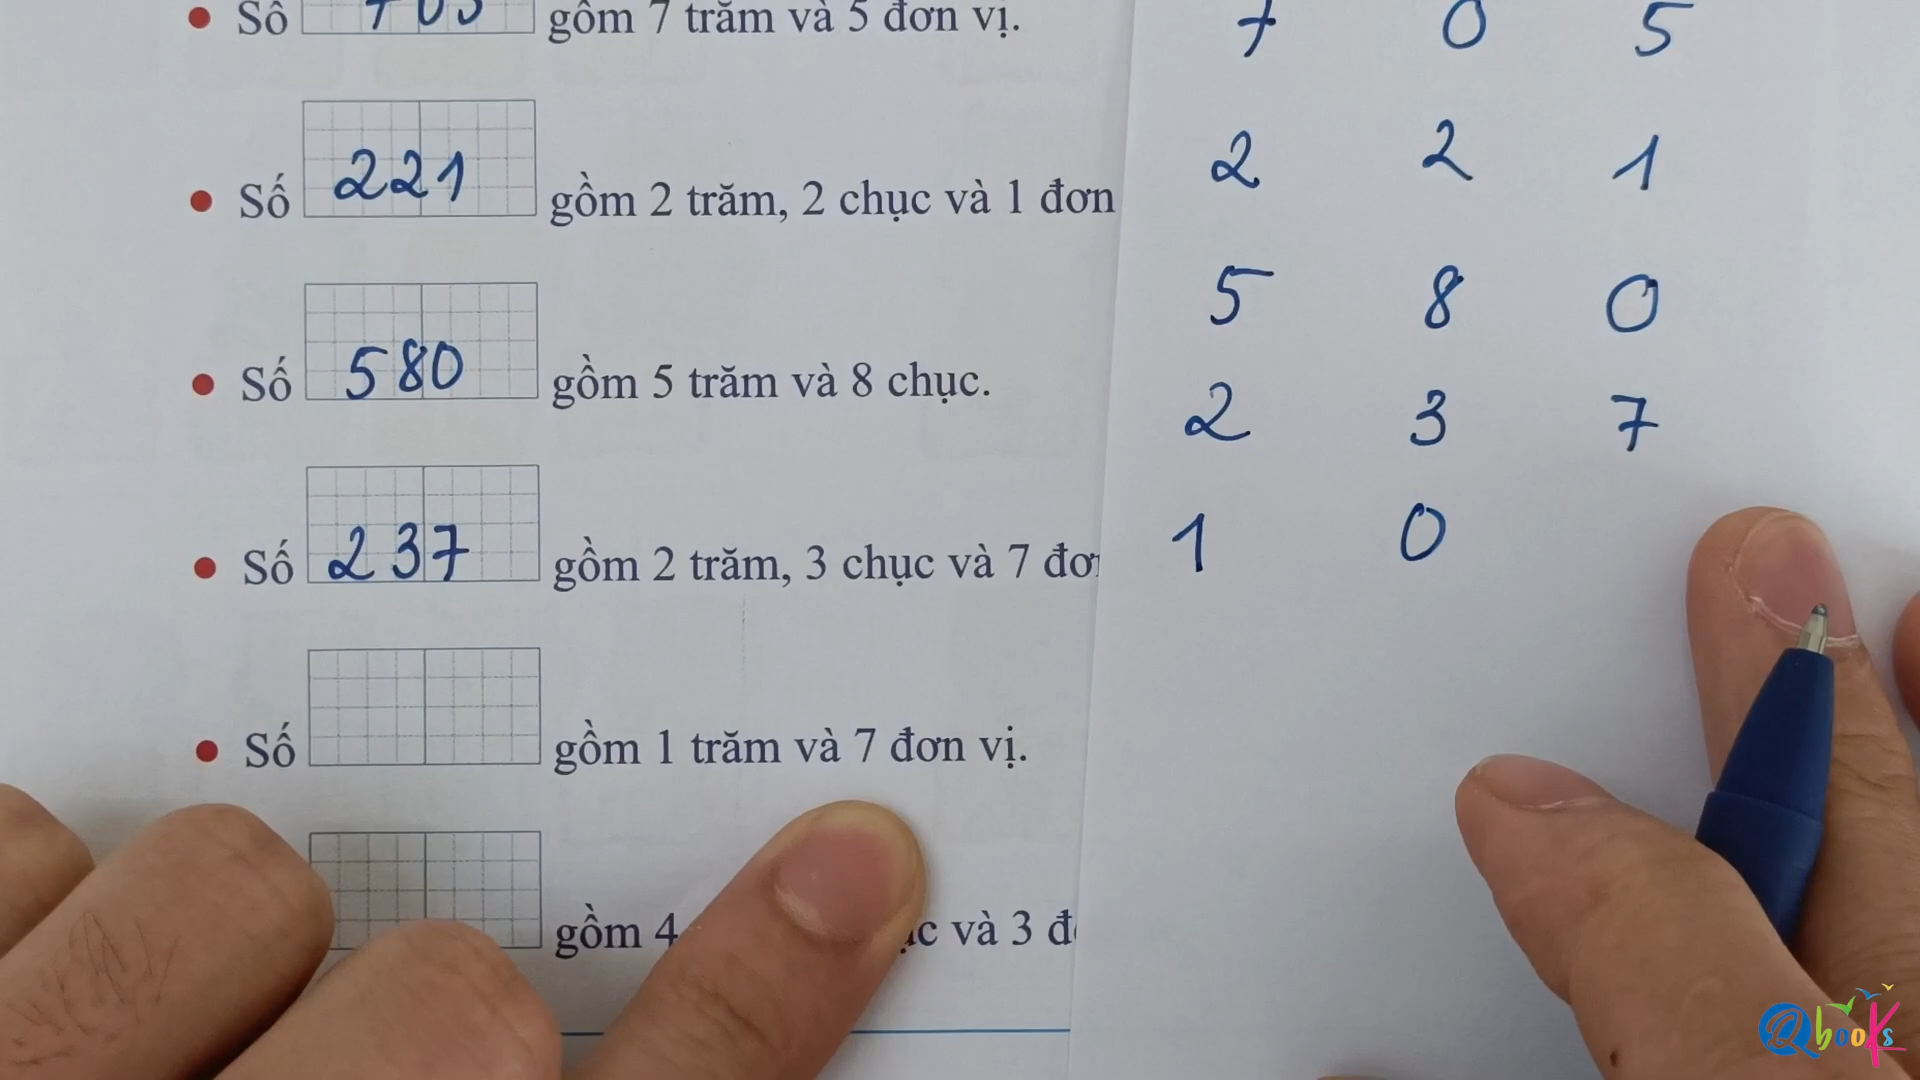 Số 705 gồm 7 trăm và 5 đơn vị.
7 0 5
Số 221 gồm 2 trăm, 2 chục và 1 đơn
2 2 1
Số 580 gồm 5 trăm và 8 chục.
5 8 0
Số 237 gồm 2 trăm, 3 chục và 7
2 3 7
Số gồm 1 trăm và 7 đơn vị.
1 0
gồm 4 và 3
Qbooks